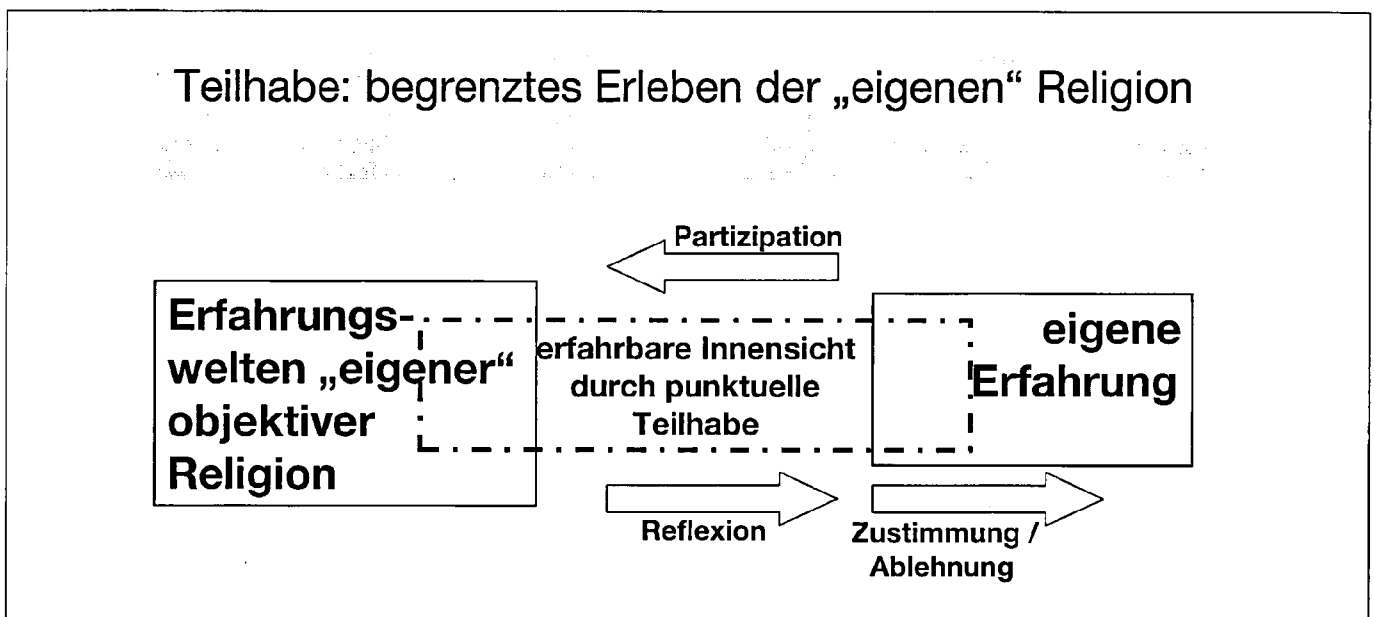 Teilhabe: begrenztes Erleben der „eigenen“ Religion
Partizipation
Erfahrungs-
welten „eigener“
objektiver
Religion
erfahrbare Innensicht
durch punktuelle
Teilhabe
eigene
Erfahrung
Reflexion
Zustimmung /
Ablehnung